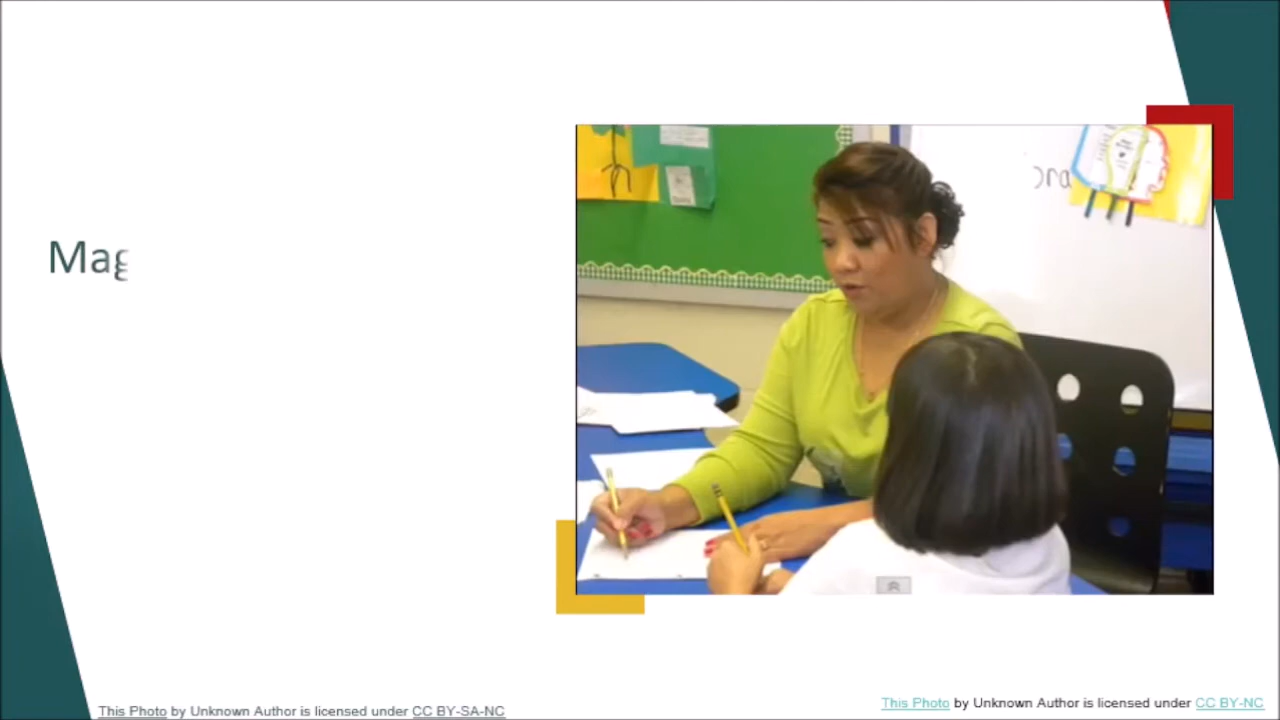 Mag
ora
This Photo by Unknown Author is licensed under CC BY-SA-NC
This Photo by Unknown Author is licensed under CC BY-NC